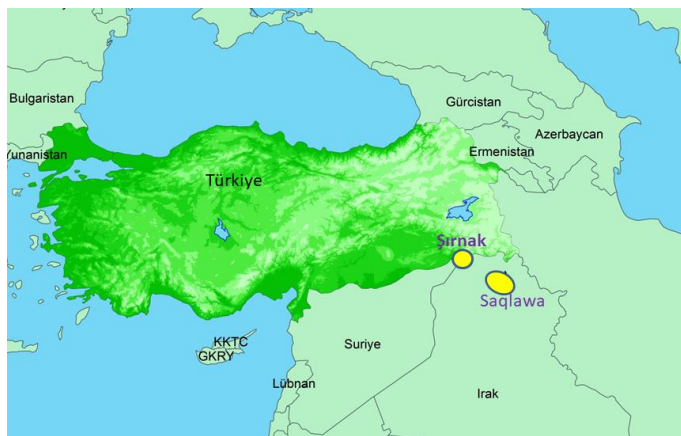 Bulgaristan
Gürcistan
Azerbaycan
Ermenistan
Yunanistan
Türkiye
Şırnak
Saqlawa
KKTC
GKRY
Suriye
Lübnan
Irak